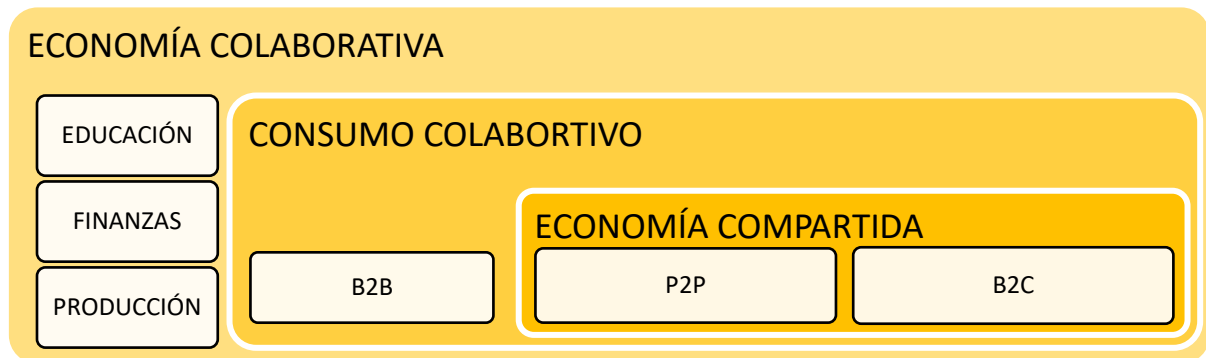 ECONOMÍA COLABORATIVA
EDUCACIÓN
CONSUMO COLABORTIVO
FINANZAS
ECONOMÍA COMPARTIDA
PRODUCCIÓN
B2B
P2P
B2C